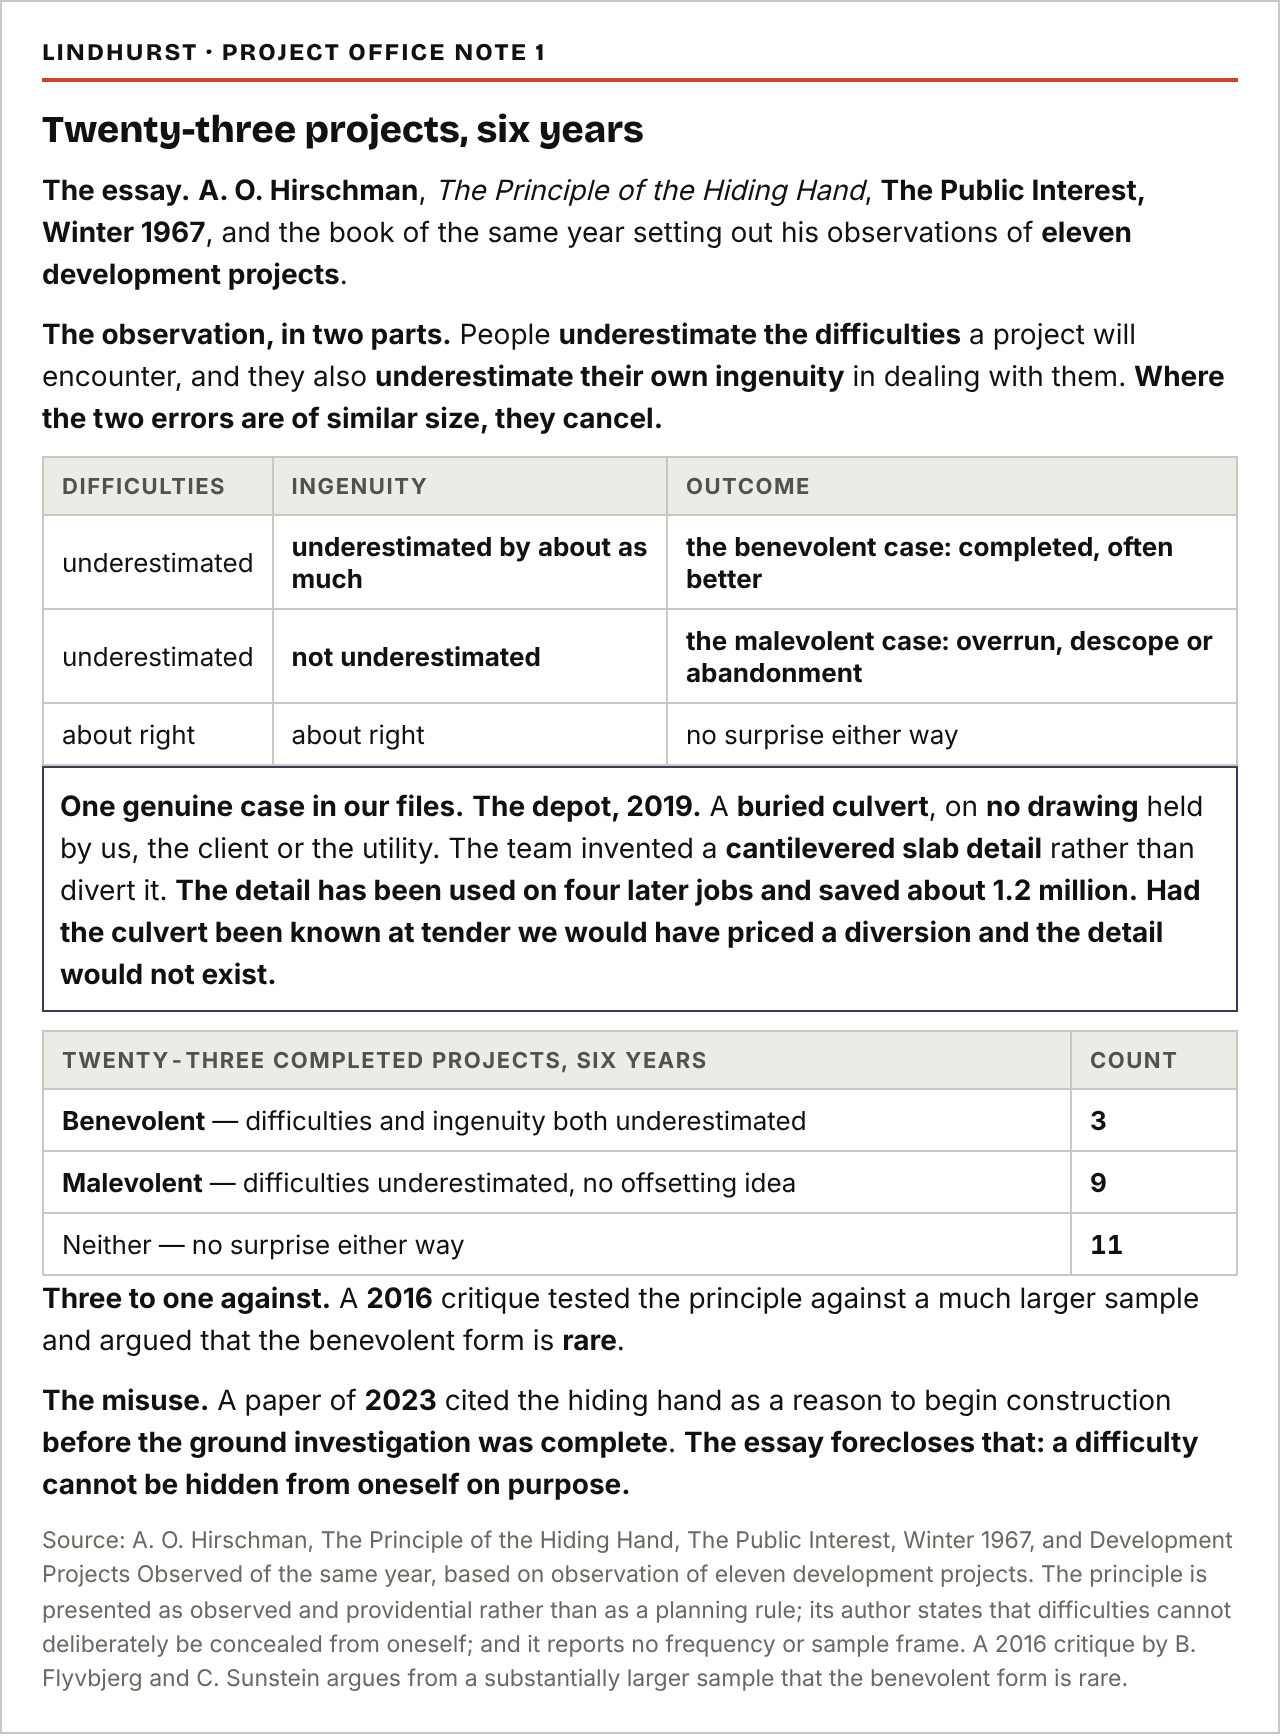 LINDHURST · PROJECT OFFICE NOTE 1
Twenty-three projects, six years
The essay. A. O. Hirschman, The Principle of the Hiding Hand, The Public Interest,
Winter 1967, and the book of the same year setting out his observations of eleven
development projects.
The observation, in two parts. People underestimate the difficulties a project will
encounter, and they also underestimate their own ingenuity in dealing with them. Where
the two errors are of similar size, they cancel.
DIFFICULTIES INGENUITY OUTCOME
underestimated underestimated by about as much the benevolent case: completed, often better
underestimated not underestimated the malevolent case: overrun, descope or abandonment
about right about right no surprise either way
One genuine case in our files. The depot, 2019. A buried culvert, on no drawing held
by us, the client or the utility. The team invented a cantilevered slab detail rather than
divert it. The detail has been used on four later jobs and saved about 1.2 million. Had
the culvert been known at tender we would have priced a diversion and the detail
would not exist.
TWENTY-THREE COMPLETED PROJECTS, SIX YEARS COUNT
Benevolent — difficulties and ingenuity both underestimated 3
Malevolent — difficulties underestimated, no offsetting idea 9
Neither — no surprise either way 11
Three to one against. A 2016 critique tested the principle against a much larger sample
and argued that the benevolent form is rare.
The misuse. A paper of 2023 cited the hiding hand as a reason to begin construction
before the ground investigation was complete. The essay forecloses that: a difficulty
cannot be hidden from oneself on purpose.
Source: A. O. Hirschman, The Principle of the Hiding Hand, The Public Interest, Winter 1967, and Development
Projects Observed of the same year, based on observation of eleven development projects. The principle is
presented as observed and providential rather than as a planning rule; its author states that difficulties cannot
deliberately be concealed from oneself; and it reports no frequency or sample frame. A 2016 critique by B.
Flyvbjerg and C. Sunstein argues from a substantially larger sample that the benevolent form is rare.